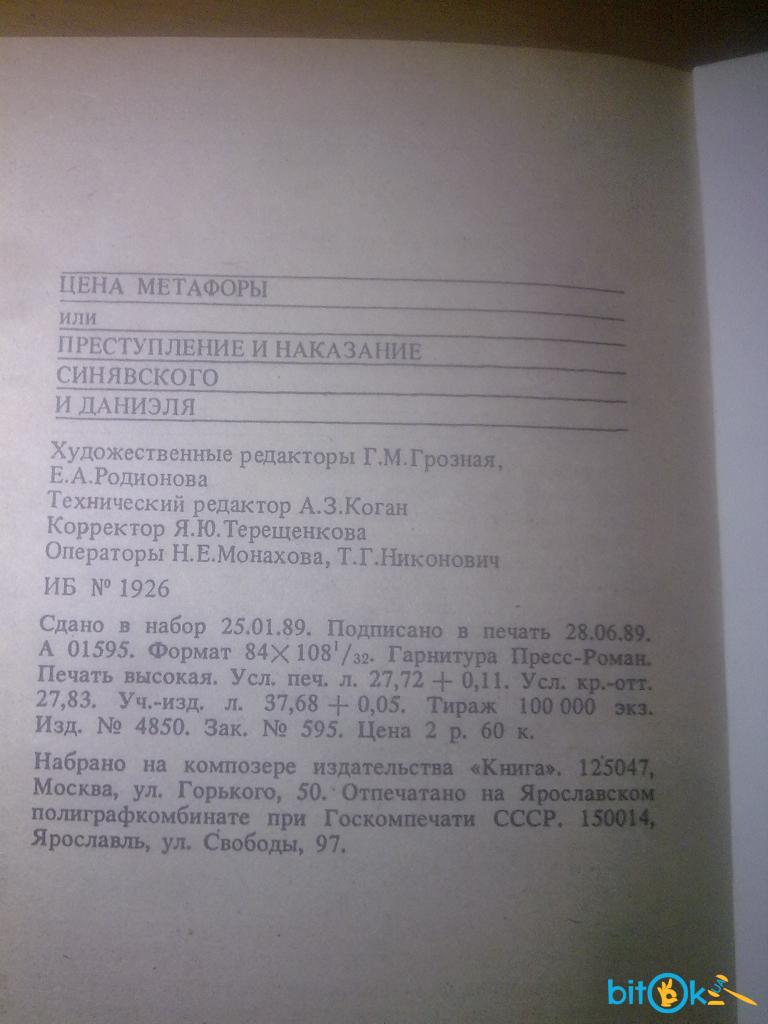 ЦЕНА МЕТАФОРЫ
или
ПРЕСТУПЛЕНИЕ И НАКАЗАНИЕ
СИНЯВСКОГО
И ДАНИЭЛЯ
Художественные редакторы Г.М.Грозная,
Е.А.Родионова
Технический редактор А.З.Коган
Корректор Я.Ю.Терещенкова
Операторы Н.Е.Монахова, Т.Г.Никонович
ИБ № 1926
Сдано в набор 25.01.89. Подписано в печать 28.06.89.
А 01595. Формат 84×108¹/₃₂. Гарнитура Пресс-Роман.
Печать высокая. Усл. печ. л. 27,72 + 0,11. Усл. кр.-отт.
27,83. Уч.-изд. л. 37,68 + 0,05. Тираж 100 000 экз.
Изд. № 4850. Зак. № 595. Цена 2 р. 60 к.
Набрано на композере издательства «Книга». 125047,
Москва, ул. Горького, 50. Отпечатано на Ярославском
полиграфкомбинате при Госкомпечати СССР. 150014,
Ярославль, ул. Свободы, 97.
bitOk UA